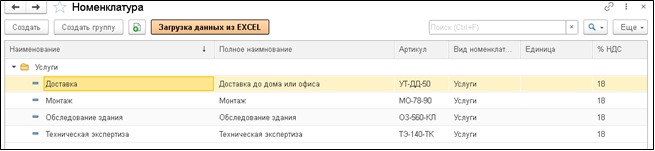 Номенклатура
Создать Создать группу Загрузка данных из EXCEL Поиск (Ctrl+F) Еще
Наименование Полное наимнование Артикул Вид номенклат... Единица % НДС
Услуги
Доставка Доставка до дома или офиса УТ-ДД-50 Услуги 18
Монтаж Монтаж МО-78-90 Услуги 18
Обследование здания Обследование здания ОЗ-560-КЛ Услуги 18
Техническая экспертиза Техническая экспертиза ТЭ-140-ТК Услуги 18